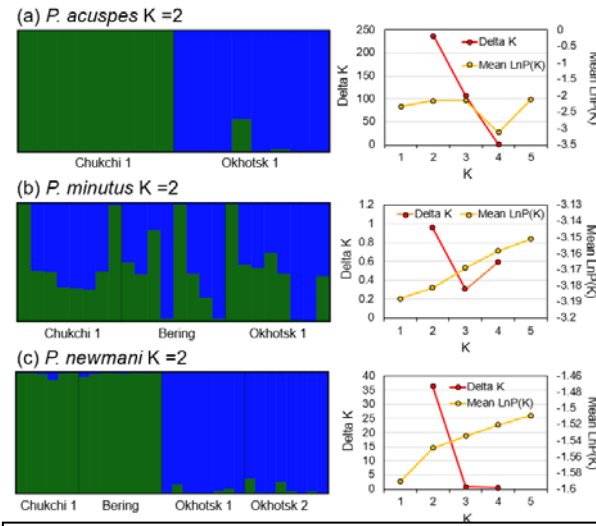 (a) P. acuspes K =2
Chukchi 1 Okhotsk 1
250
200
150
100
50
0
Delta K
Delta K
Mean LnP(K)
0
-0.5
-1
-1.5
-2
-2.5
-3
-3.5
Mean LnP(K)
1 2 3 4 5
K
(b) P. minutus K =2
Chukchi 1 Bering Okhotsk 1
1.2
1
0.8
0.6
0.4
0.2
0
Delta K
Delta K Mean LnP(K)
-3.13
-3.14
-3.15
-3.16
-3.17
-3.18
-3.19
-3.2
Mean LnP(K)
1 2 3 4 5
K
(c) P. newmani K =2
Chukchi 1 Bering Okhotsk 1 Okhotsk 2
40
35
30
25
20
15
10
5
0
Delta K
Delta K
Mean LnP(K)
-1.46
-1.48
-1.5
-1.52
-1.54
-1.56
-1.58
-1.6
Mean LnP(K)
1 2 3 4 5
K